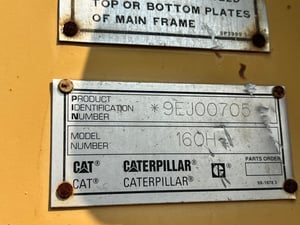 TOP OR BOTTOM PLATES
OF MAIN FRAME
PRODUCT
IDENTIFICATION
NUMBER *9EJ00705
MODEL
NUMBER 160H
PARTS ORDER
CAT® CATERPILLAR® C
CAT® CATERPILLAR®